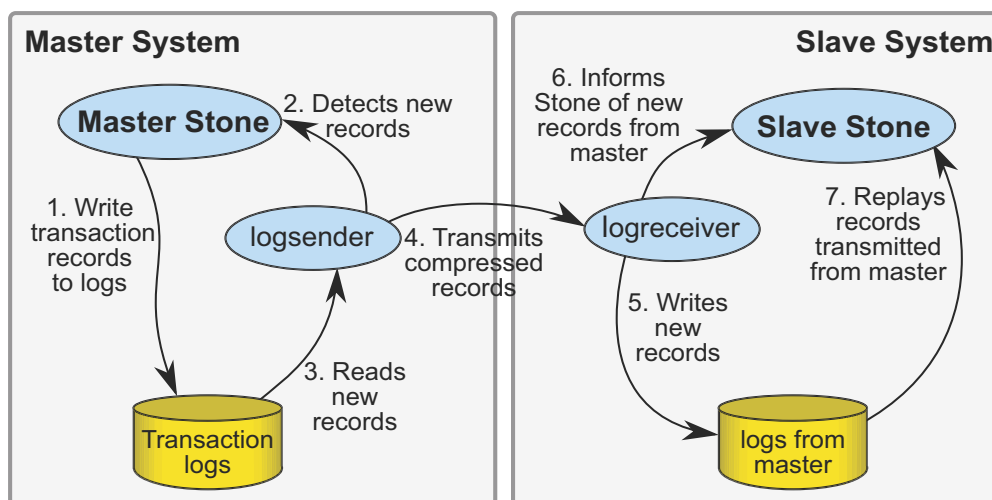 Master System
Slave System
Master Stone
2. Detects new
records
1. Write
transaction
records
to logs
logsender
4. Transmits
compressed
records
3. Reads
new
records
Transaction
logs
6. Informs
Stone of new
records from
master
Slave Stone
logreceiver
7. Replays
records
transmitted
from master
5. Writes
new
records
logs from
master